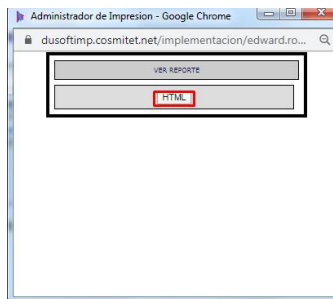 Administrador de Impresion - Google Chrome
dusoftimp.cosmitet.net/implementacion/edward.ro...
VER REPORTE
HTML